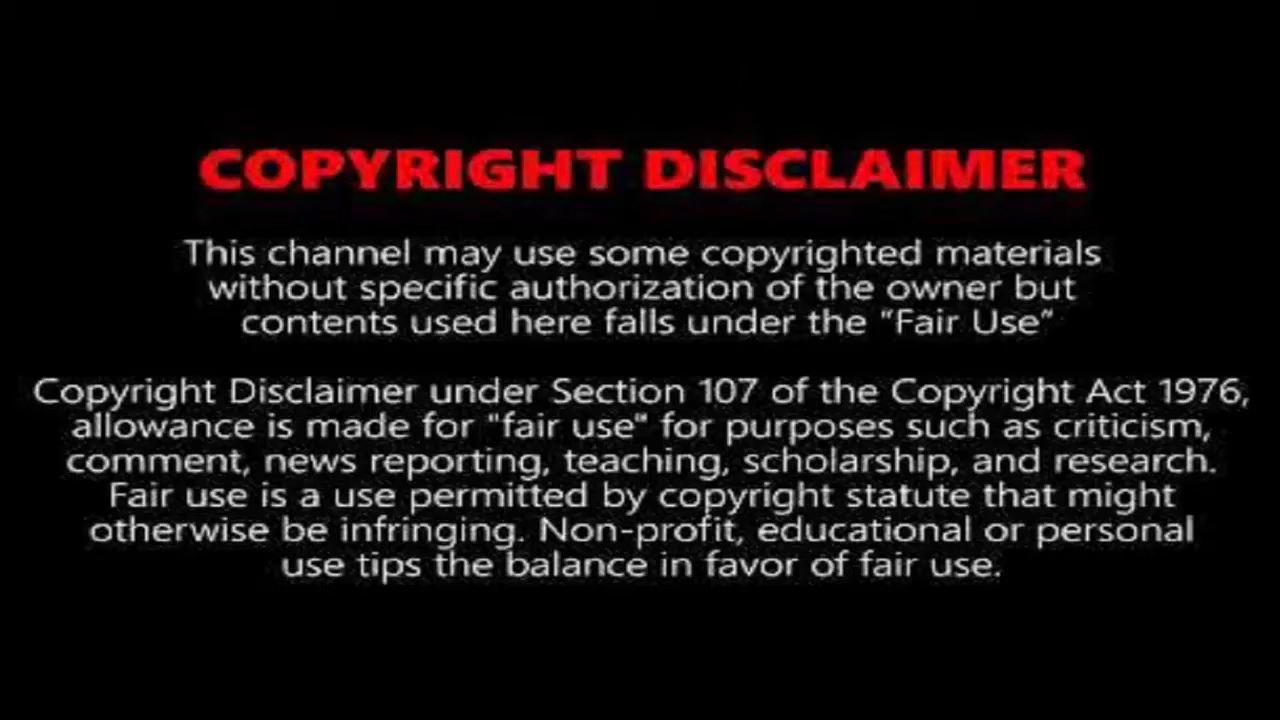 COPYRIGHT DISCLAIMER
This channel may use some copyrighted materials
without specific authorization of the owner but
contents used here falls under the “Fair Use”
Copyright Disclaimer under Section 107 of the Copyright Act 1976,
allowance is made for "fair use" for purposes such as criticism,
comment, news reporting, teaching, scholarship, and research.
Fair use is a use permitted by copyright statute that might
otherwise be infringing. Non-profit, educational or personal
use tips the balance in favor of fair use.